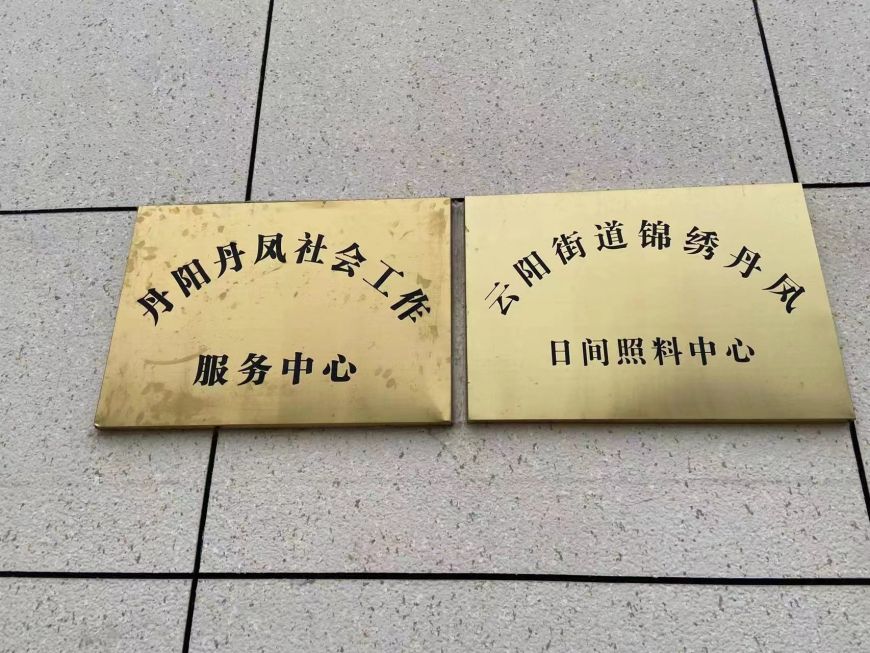 丹阳丹凤社会工作
服务中心
云阳街道锦绣丹凤
日间照料中心